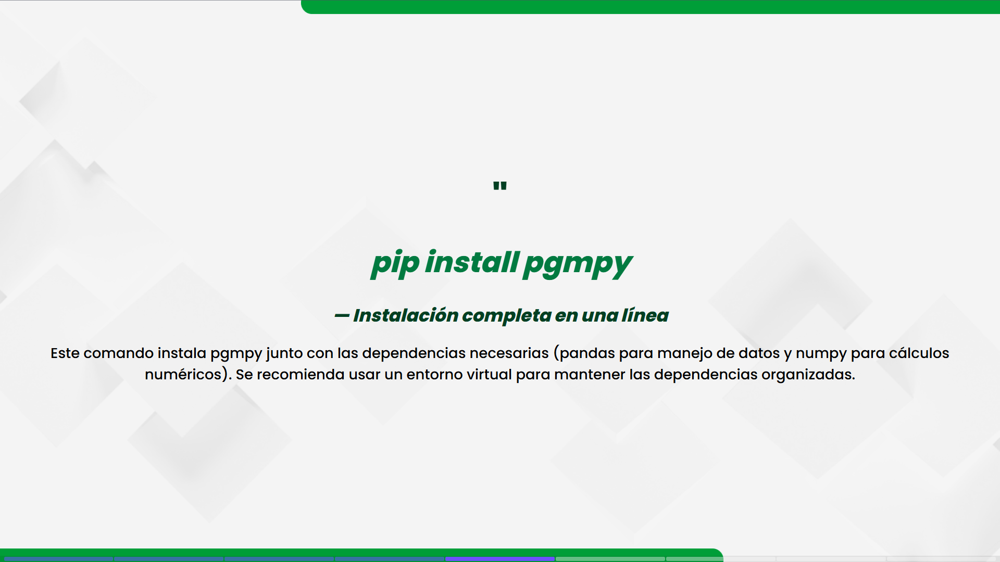 "
pip install pgmpy
— Instalación completa en una línea
Este comando instala pgmpy junto con las dependencias necesarias (pandas para manejo de datos y numpy para cálculos
numéricos). Se recomienda usar un entorno virtual para mantener las dependencias organizadas.